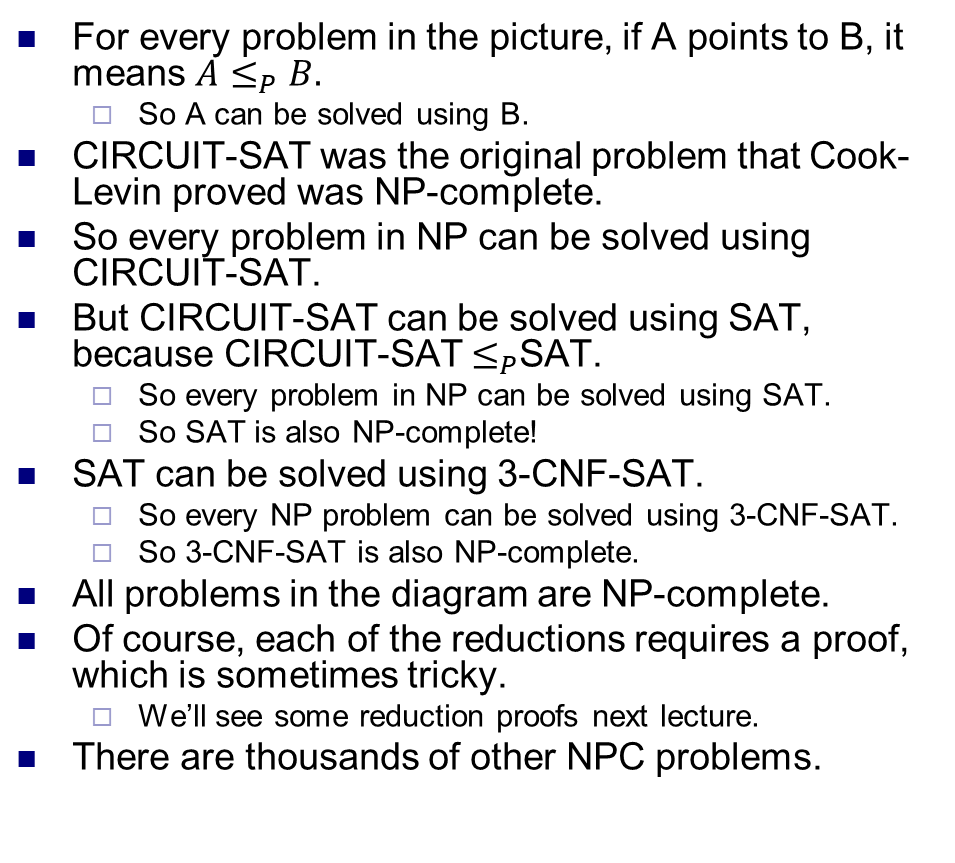 For every problem in the picture, if A points to B, it
means A ≤P B.
So A can be solved using B.
CIRCUIT-SAT was the original problem that Cook-
Levin proved was NP-complete.
So every problem in NP can be solved using
CIRCUIT-SAT.
But CIRCUIT-SAT can be solved using SAT,
because CIRCUIT-SAT ≤P SAT.
So every problem in NP can be solved using SAT.
So SAT is also NP-complete!
SAT can be solved using 3-CNF-SAT.
So every NP problem can be solved using 3-CNF-SAT.
So 3-CNF-SAT is also NP-complete.
All problems in the diagram are NP-complete.
Of course, each of the reductions requires a proof,
which is sometimes tricky.
We'll see some reduction proofs next lecture.
There are thousands of other NPC problems.